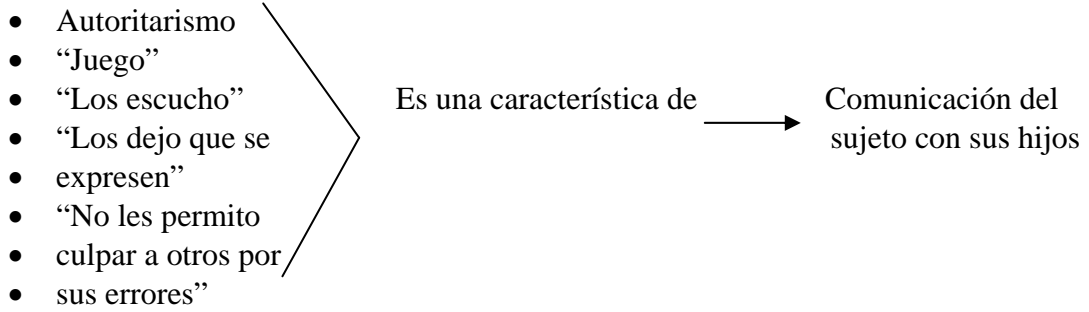 • Autoritarismo
• “Juego”
• “Los escucho”
• “Los dejo que se
• expresen”
• “No les permito
• culpar a otros por
• sus errores”
Es una característica de
Comunicación del
sujeto con sus hijos